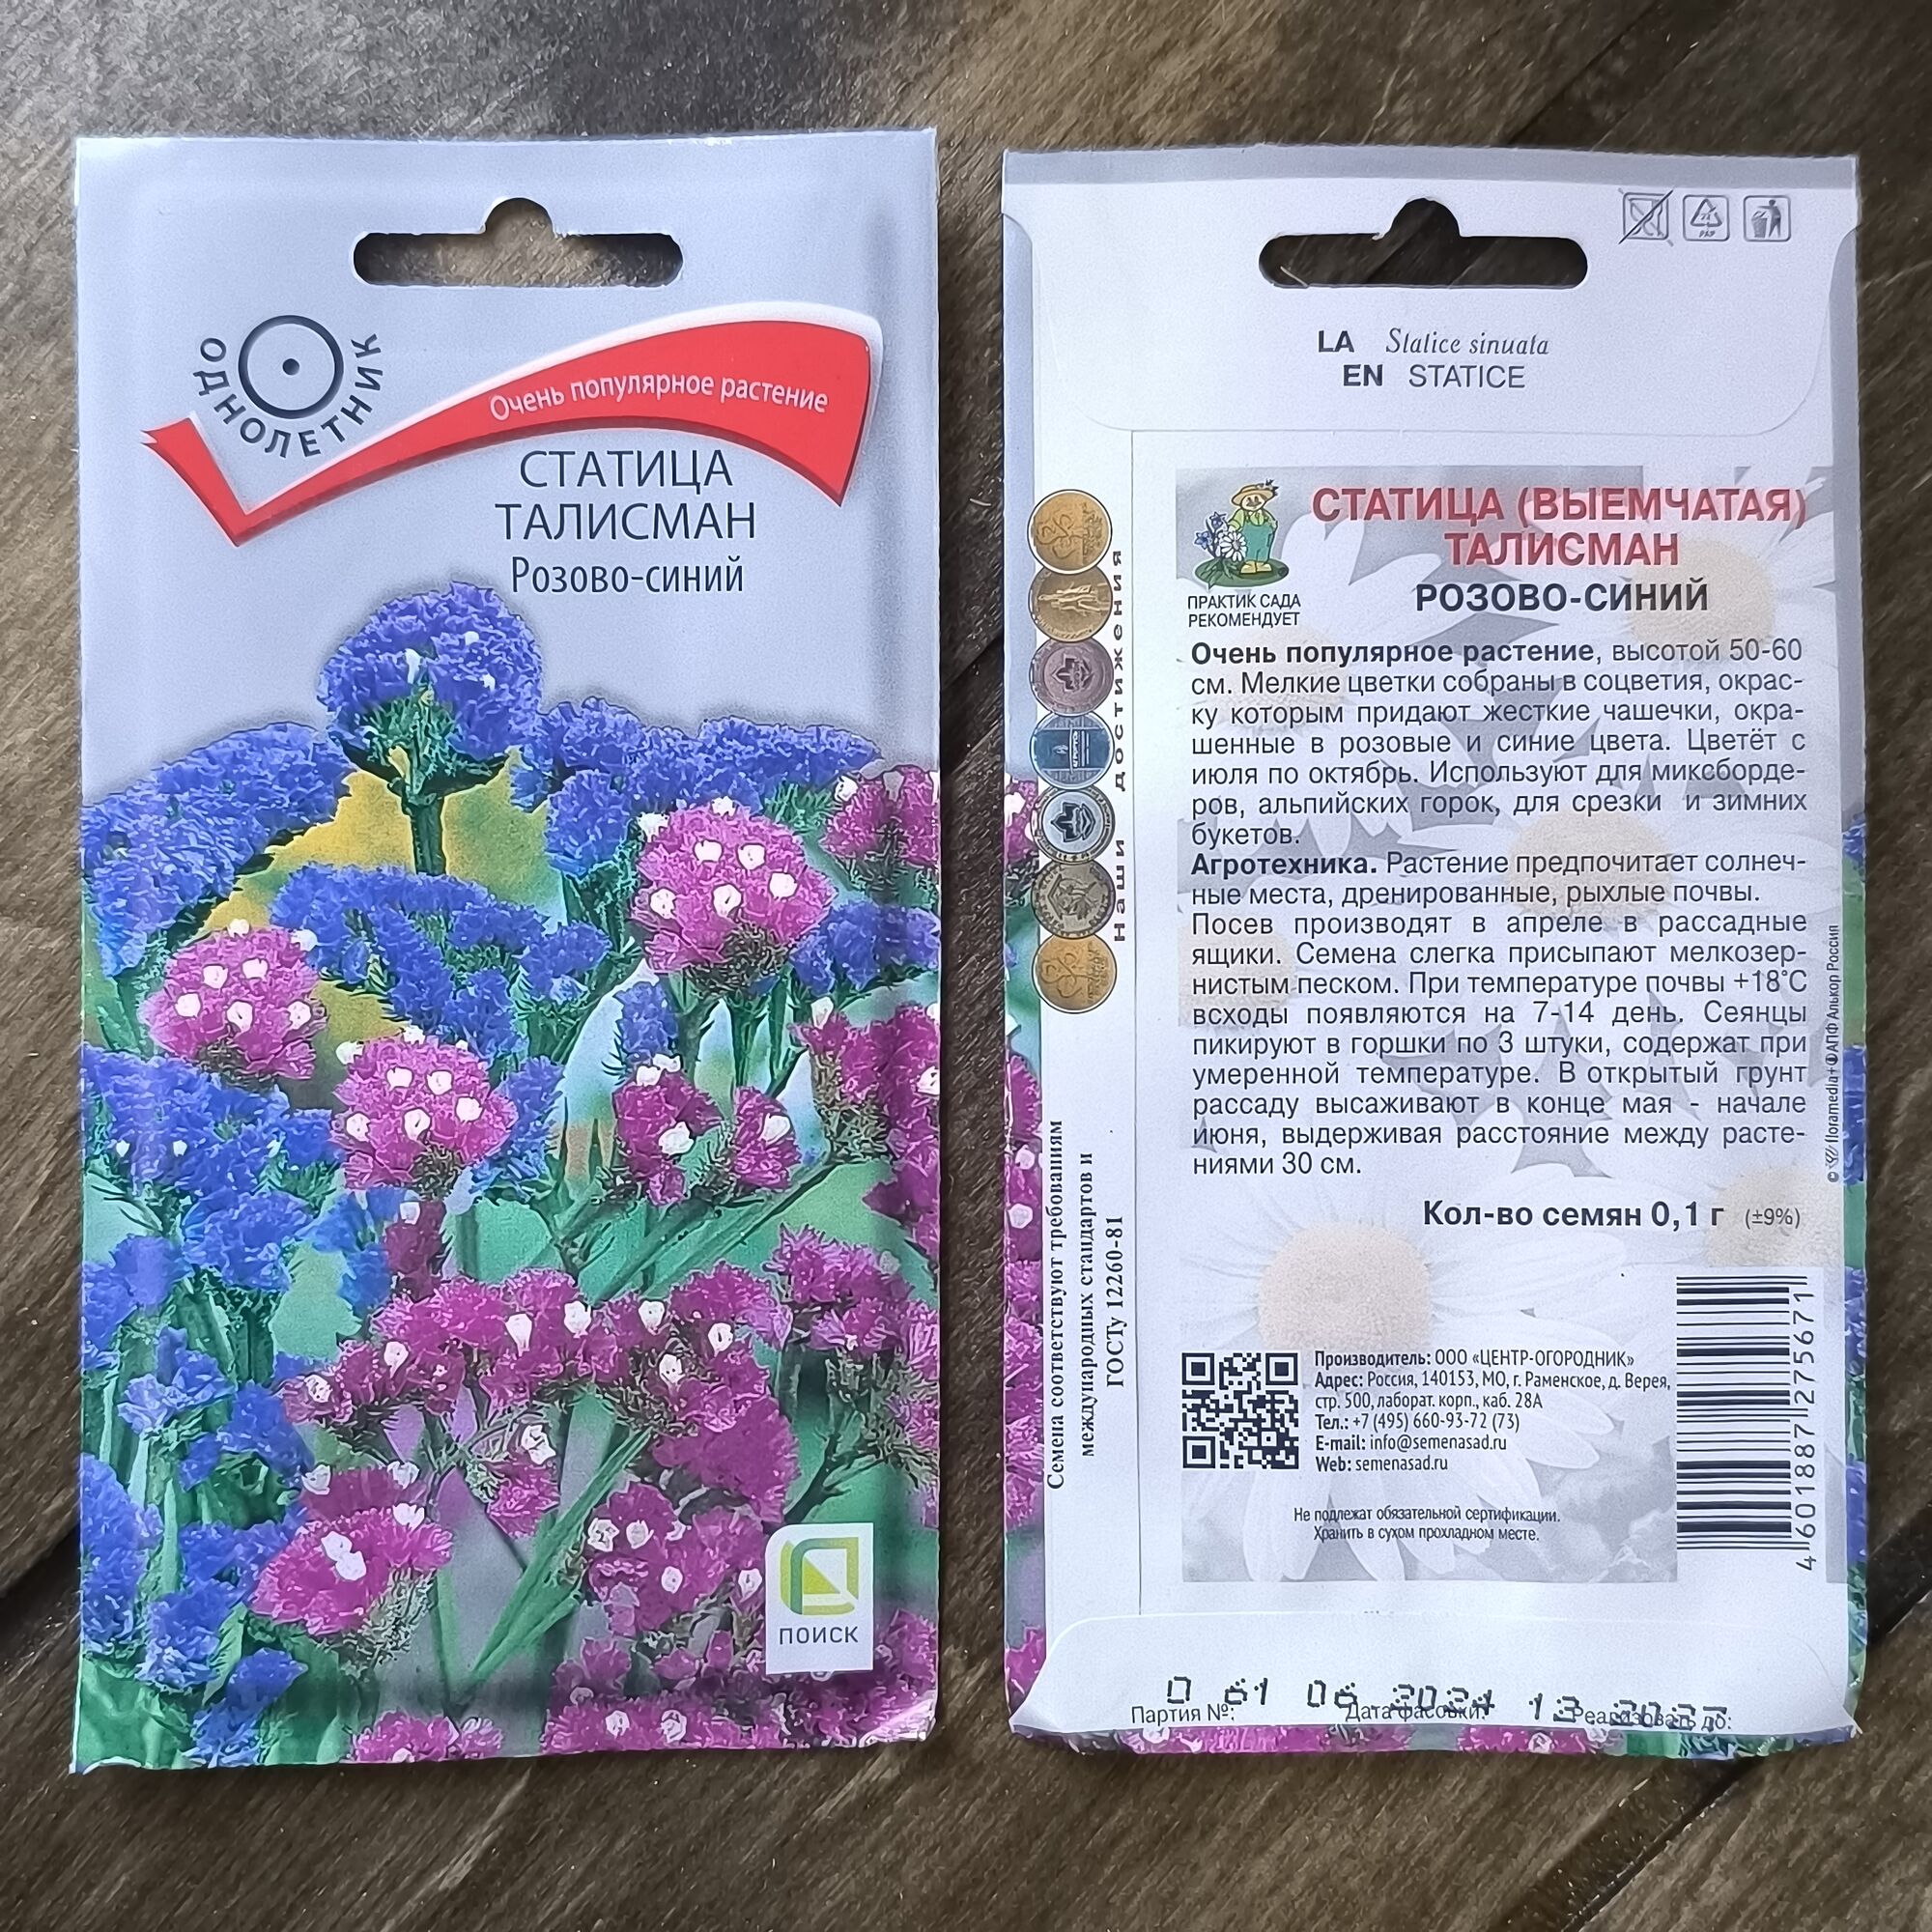 ОДНОЛЕТНИК
Очень популярное растение
СТАТИЦА
ТАЛИСМАН
Розово-синий
ПОИСК
LA Statice sinuata
EN STATICE
СТАТИЦА (ВЫЕМЧАТАЯ)
ТАЛИСМАН
РОЗОВО-СИНИЙ
ПРАКТИК САДА
РЕКОМЕНДУЕТ
Очень популярное растение, высотой 50-60
см. Мелкие цветки собраны в соцветия, окрас-
ку которым придают жесткие чашечки, окра-
шенные в розовые и синие цвета. Цветёт с
июля по октябрь. Используют для миксборде-
ров, альпийских горок, для срезки и зимних
букетов.
Агротехника. Растение предпочитает солнеч-
ные места, дренированные, рыхлые почвы.
Посев производят в апреле в рассадные
ящики. Семена слегка присыпают мелкозер-
нистым песком. При температуре почвы +18°С
всходы появляются на 7-14 день. Сеянцы
пикируют в горшки по 3 штуки, содержат при
умеренной температуре. В открытый грунт
рассаду высаживают в конце мая - начале
июня, выдерживая расстояние между расте-
ниями 30 см.
Кол-во семян 0,1 г (±9%)
наши достижения
Семена соответствуют требованиям
международных стандартов и
ГОСТу 12260-81
© floramedia+ АПФ Алькор Россия
Производитель: ООО «ЦЕНТР-ОГОРОДНИК»
Адрес: Россия, 140153, МО, г. Раменское, д. Верея,
стр. 500, лаборат. корп., каб. 28А
Тел.: +7 (495) 660-93-72 (73)
E-mail: info@semenasad.ru
Web: semenasad.ru
4 601887 275671
Не подлежат обязательной сертификации.
Хранить в сухом прохладном месте.
061 06 2024 12 2027
Партия №: Дата фасовки: Реализовать до: